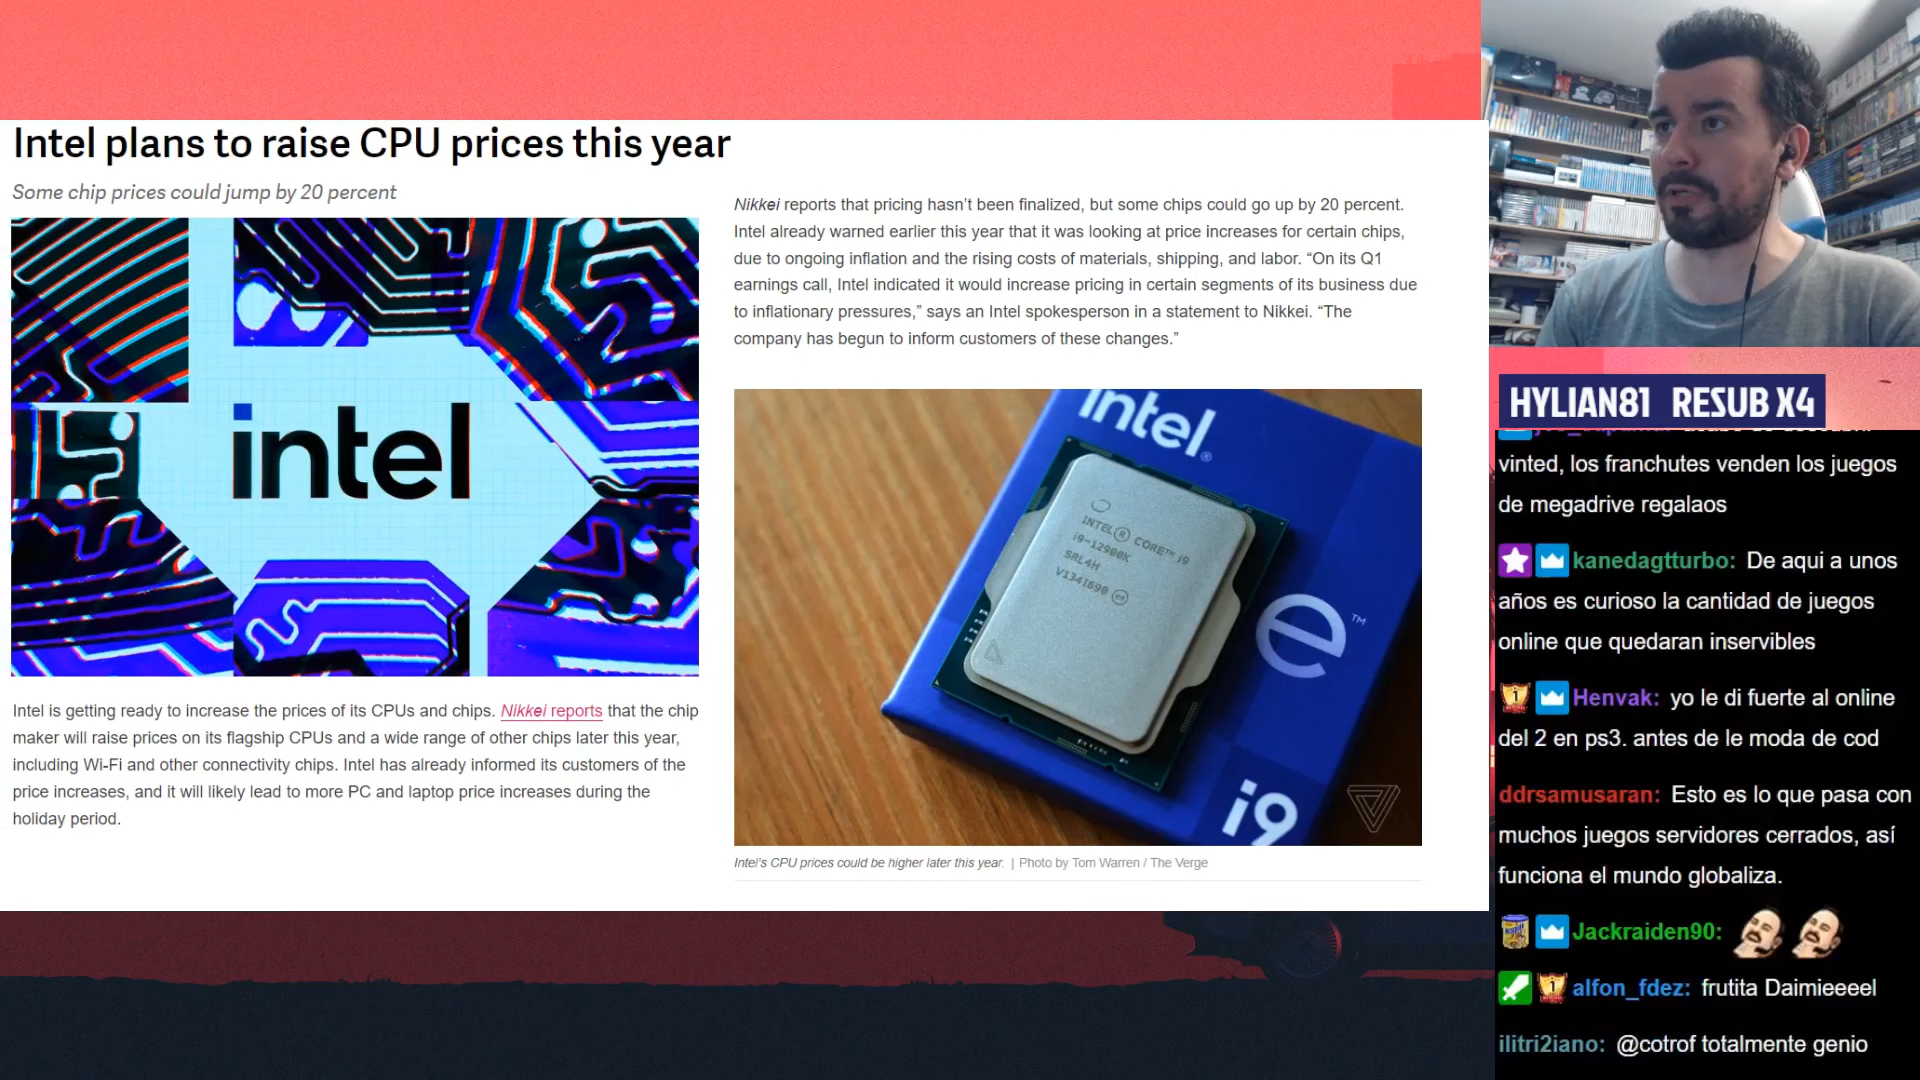 Intel plans to raise CPU prices this year
Some chip prices could jump by 20 percent
intel
Intel is getting ready to increase the prices of its CPUs and chips. Nikkei reports that the chip
maker will raise prices on its flagship CPUs and a wide range of other chips later this year,
including Wi-Fi and other connectivity chips. Intel has already informed its customers of the
price increases, and it will likely lead to more PC and laptop price increases during the
holiday period.
Nikkei reports that pricing hasn’t been finalized, but some chips could go up by 20 percent.
Intel already warned earlier this year that it was looking at price increases for certain chips,
due to ongoing inflation and the rising costs of materials, shipping, and labor. “On its Q1
earnings call, Intel indicated it would increase pricing in certain segments of its business due
to inflationary pressures,” says an Intel spokesperson in a statement to Nikkei. “The
company has begun to inform customers of these changes.”
intel®
INTEL® CORE™ i9
i9-12900K
SRL4H
V134I690 e4
e™
i9
Intel’s CPU prices could be higher later this year. | Photo by Tom Warren / The Verge
HYLIAN81 RESUB X4
vinted, los franchutes venden los juegos
de megadrive regalaos
kanedagtturbo: De aqui a unos
años es curioso la cantidad de juegos
online que quedaran inservibles
1 Henvak: yo le di fuerte al online
del 2 en ps3. antes de le moda de cod
ddrsamusaran: Esto es lo que pasa con
muchos juegos servidores cerrados, así
funciona el mundo globaliza.
Jackraiden90:
1 alfon_fdez: frutita Daimieeeel
ilitri2iano: @cotrof totalmente genio